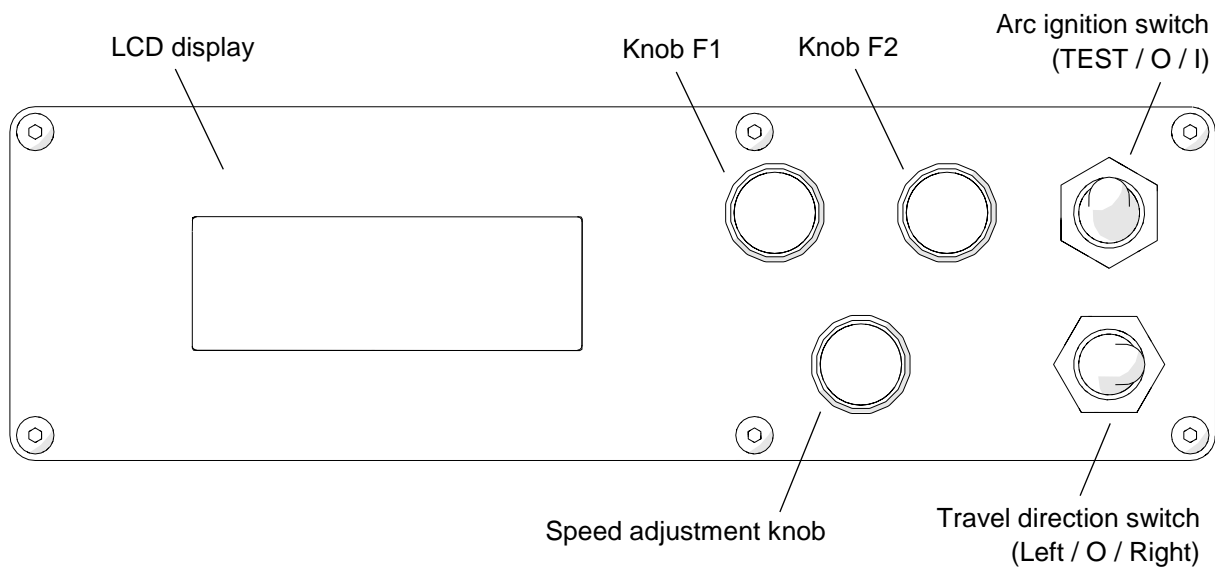 LCD display
Knob F1
Knob F2
Arc ignition switch
(TEST / O / I)
Speed adjustment knob
Travel direction switch
(Left / O / Right)